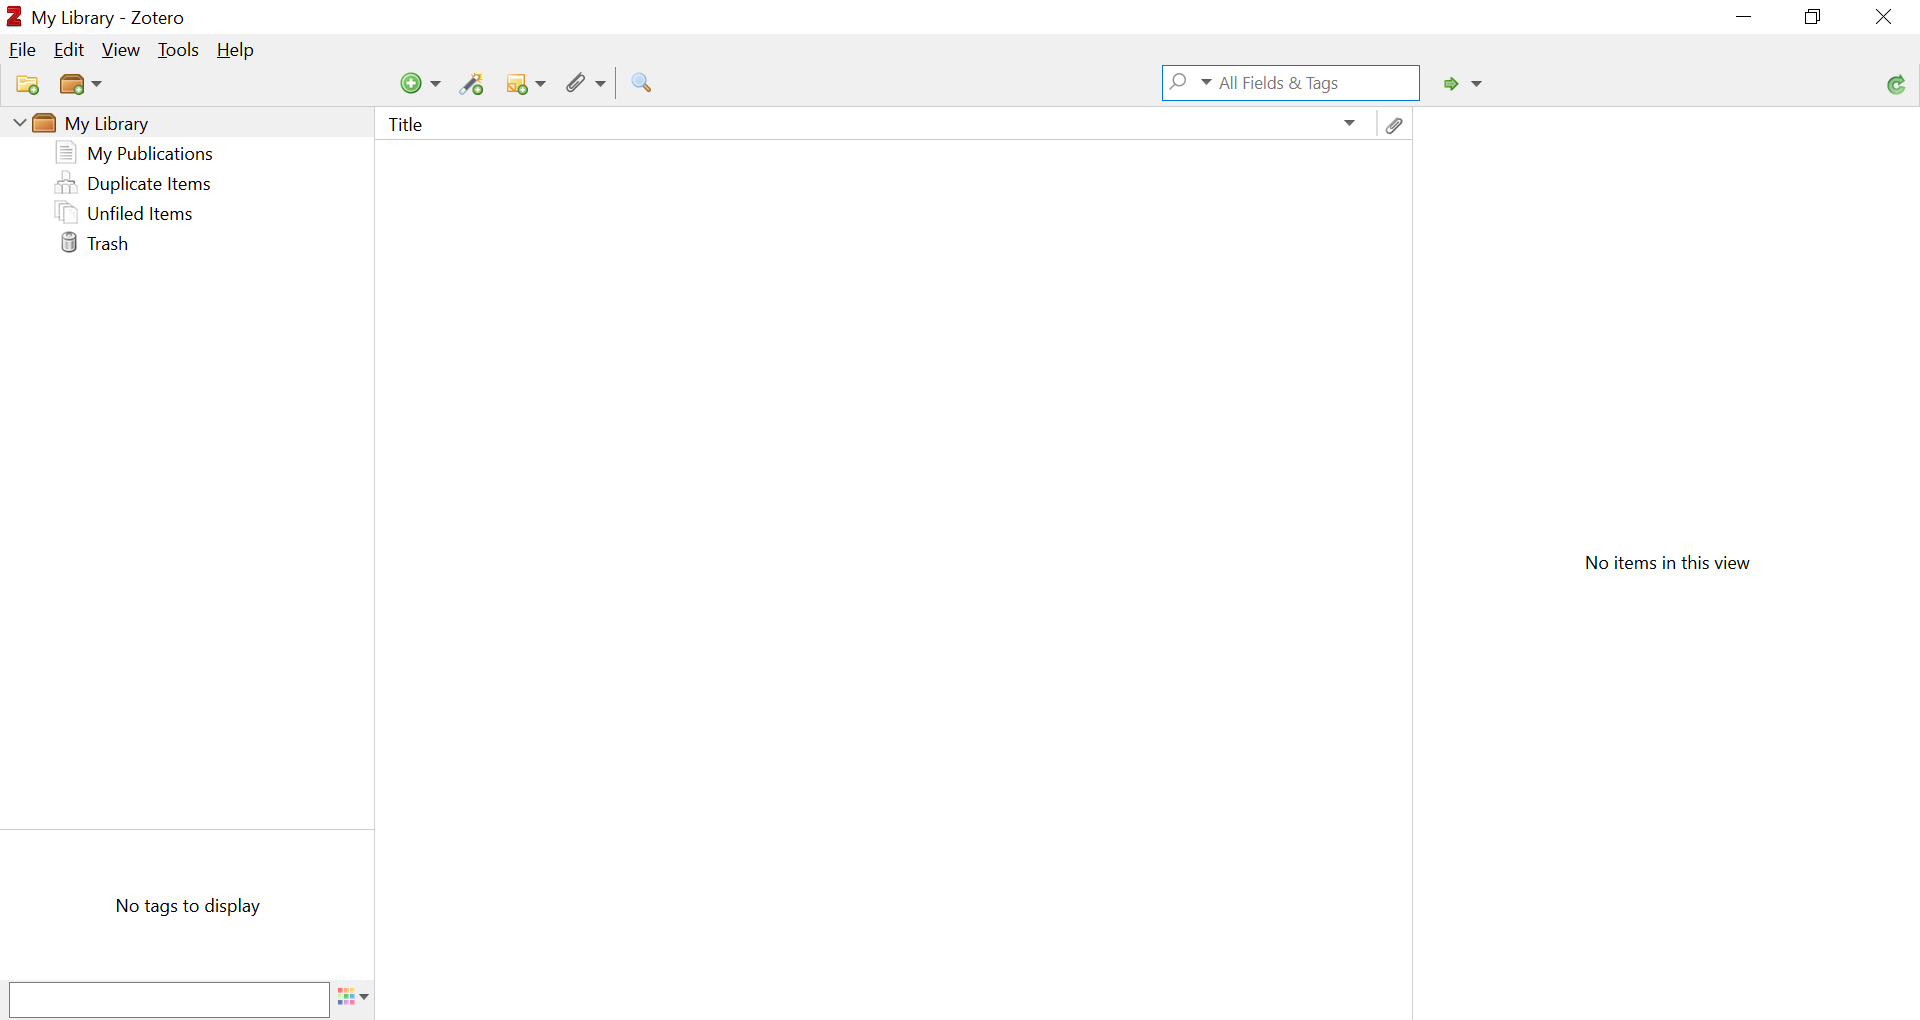 My Library - Zotero
File Edit View Tools Help
All Fields & Tags
My Library
My Publications
Duplicate Items
Unfiled Items
Trash
Title
No items in this view
No tags to display